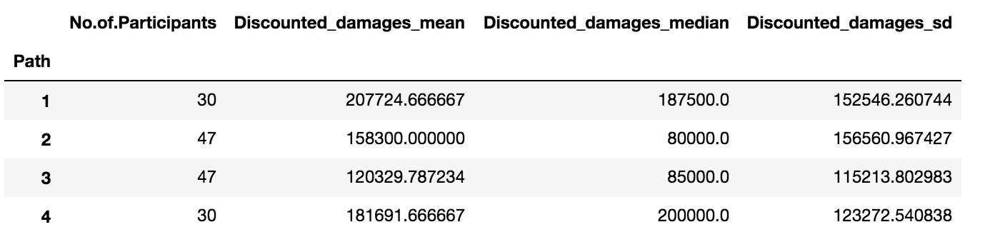 No.of.Participants Discounted_damages_mean Discounted_damages_median Discounted_damages_sd
Path
1 30 207724.666667 187500.0 152546.260744
2 47 158300.000000 80000.0 156560.967427
3 47 120329.787234 85000.0 115213.802983
4 30 181691.666667 200000.0 123272.540838